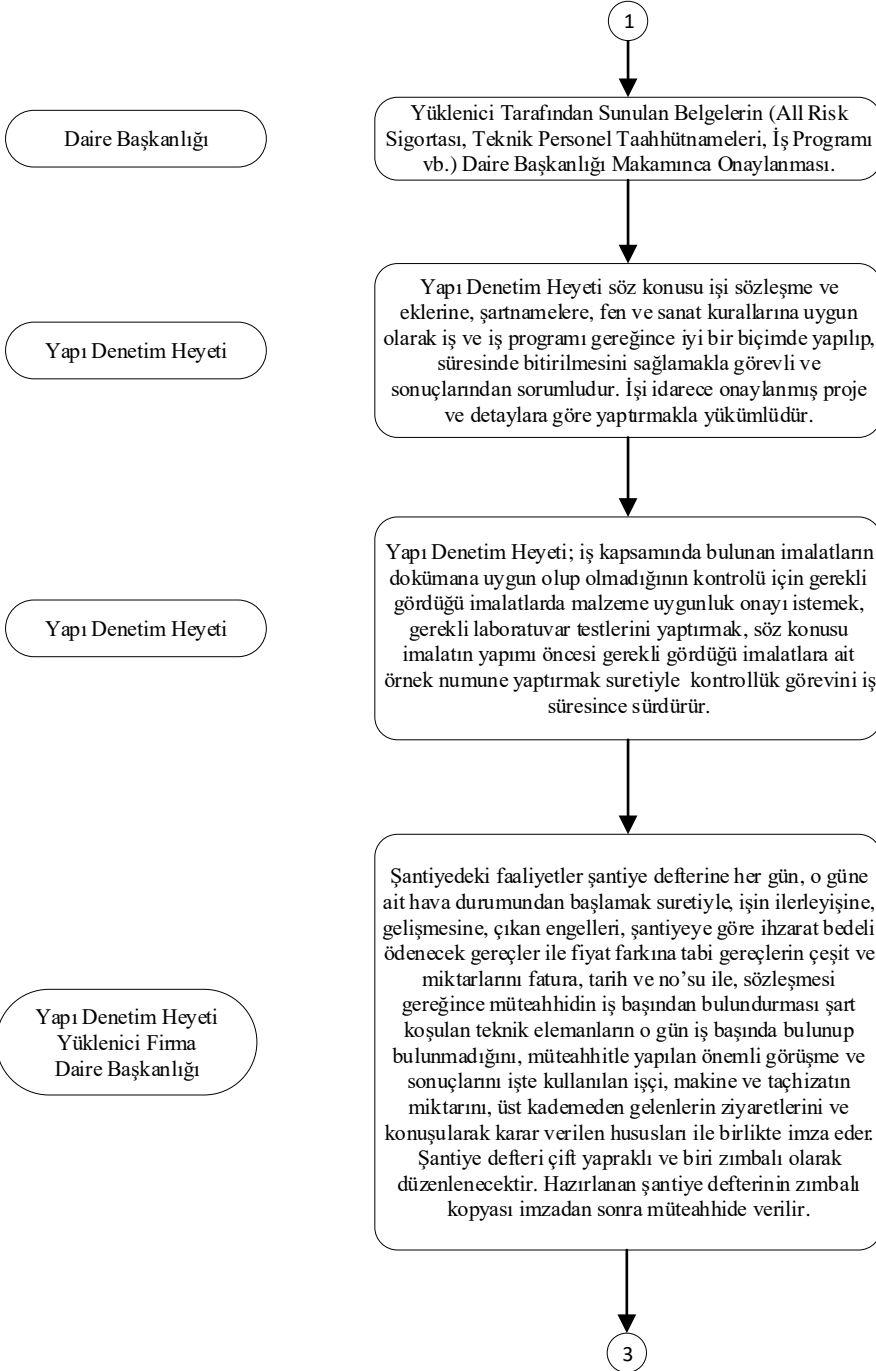 1
Daire Başkanlığı
Yüklenici Tarafından Sunulan Belgelerin (All Risk
Sigortası, Teknik Personel Taahhütnameleri, İş Programı
vb.) Daire Başkanlığı Makamınca Onaylanması.
Yapı Denetim Heyeti
Yapı Denetim Heyeti söz konusu işi sözleşme ve
eklerine, şartnamelere, fen ve sanat kurallarına uygun
olarak iş ve iş programı gereğince iyi bir biçimde yapılıp,
süresinde bitirilmesini sağlamakla görevli ve
sonuçlarından sorumludur. İşi idarece onaylanmış proje
ve detaylara göre yaptırmakla yükümlüdür.
Yapı Denetim Heyeti
Yapı Denetim Heyeti; iş kapsamında bulunan imalatların
dokümana uygun olup olmadığının kontrolü için gerekli
gördüğü imalatlarda malzeme uygunluk onayı istemek,
gerekli laboratuvar testlerini yaptırmak, söz konusu
imalatın yapımı öncesi gerekli gördüğü imalatlara ait
örnek numune yaptırmak suretiyle kontrollük görevini iş
süresince sürdürür.
Yapı Denetim Heyeti
Yüklenici Firma
Daire Başkanlığı
Şantiyedeki faaliyetler şantiye defterine her gün, o güne
ait hava durumundan başlamak suretiyle, işin ilerleyişine,
gelişmesine, çıkan engelleri, şantiyeye göre ihzarat bedeli
ödenecek gereçler ile fiyat farkına tabi gereçlerin çeşit ve
miktarlarını fatura, tarih ve no’su ile, sözleşmesi
gereğince müteahhidin iş başından bulundurması şart
koşulan teknik elemanların o gün iş başında bulunup
bulunmadığını, müteahhitle yapılan önemli görüşme ve
sonuçlarını işte kullanılan işçi, makine ve taçhizatın
miktarını, üst kademeden gelenlerin ziyaretlerini ve
konuşularak karar verilen hususları ile birlikte imza eder.
Şantiye defteri çift yapraklı ve biri zımbalı olarak
düzenlenecektir. Hazırlanan şantiye defterinin zımbalı
kopyası imzadan sonra müteahhide verilir.
3